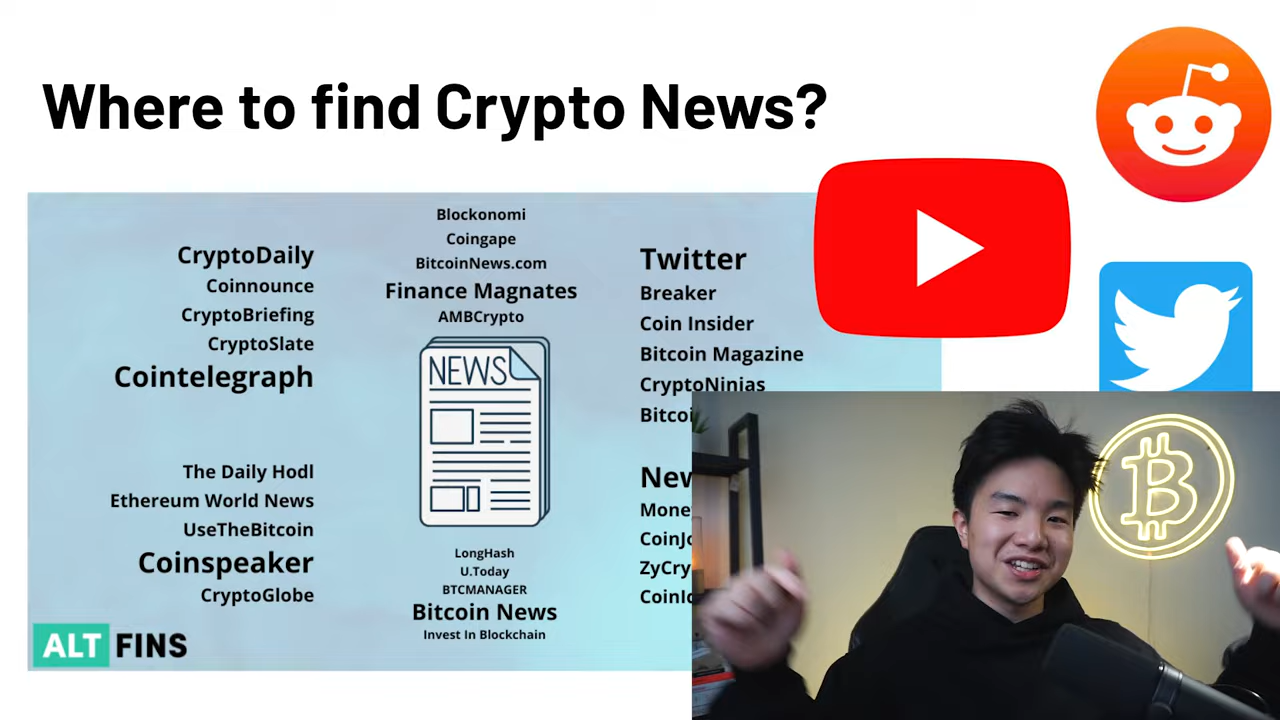 Where to find Crypto News?
CryptoDaily
Coinnounce
CryptoBriefing
CryptoSlate
Cointelegraph
The Daily Hodl
Ethereum World News
UseTheBitcoin
Coinspeaker
CryptoGlobe
Blockonomi
Coingape
BitcoinNews.com
Finance Magnates
AMBCrypto
NEWS
LongHash
U.Today
BTCMANAGER
Bitcoin News
Invest In Blockchain
Twitter
Breaker
Coin Insider
Bitcoin Magazine
CryptoNinias
ALT FINS